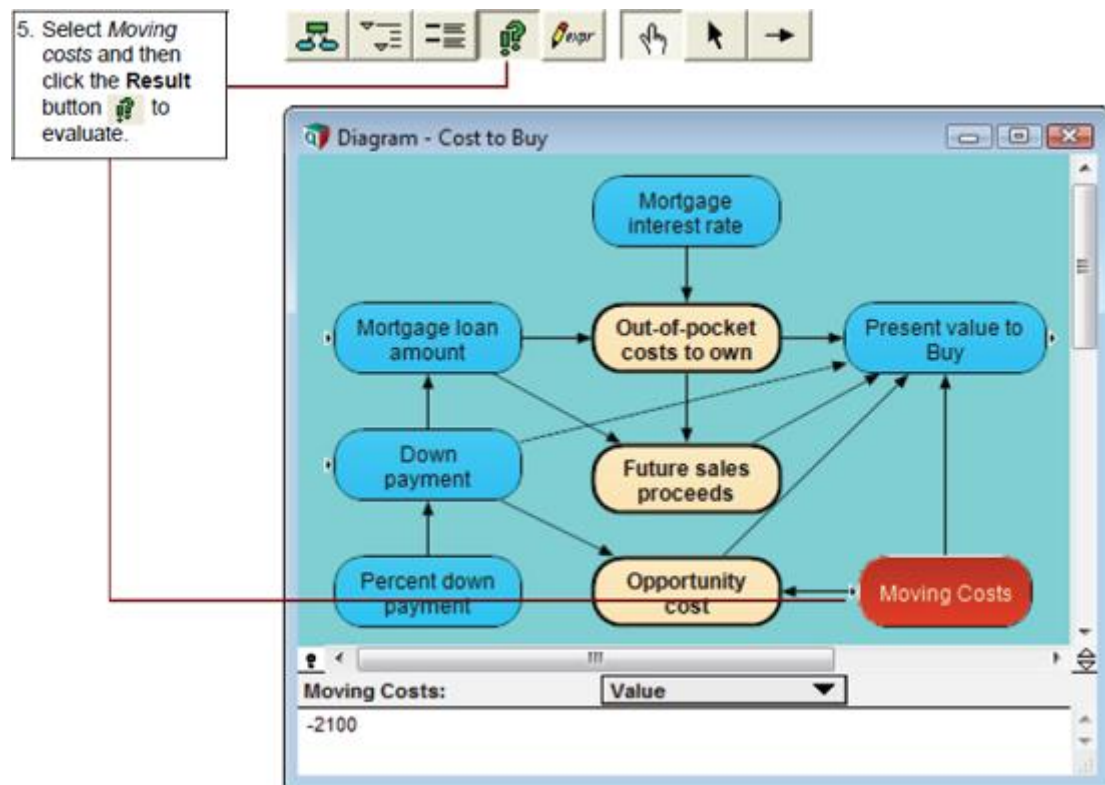 5. Select Moving
costs and then
click the Result
button to
evaluate.
expr
Diagram - Cost to Buy
Mortgage
interest rate
Mortgage loan
amount
Out-of-pocket
costs to own
Present value to
Buy
Down
payment
Future sales
proceeds
Percent down
payment
Opportunity
cost
Moving Costs
Moving Costs:
Value
-2100